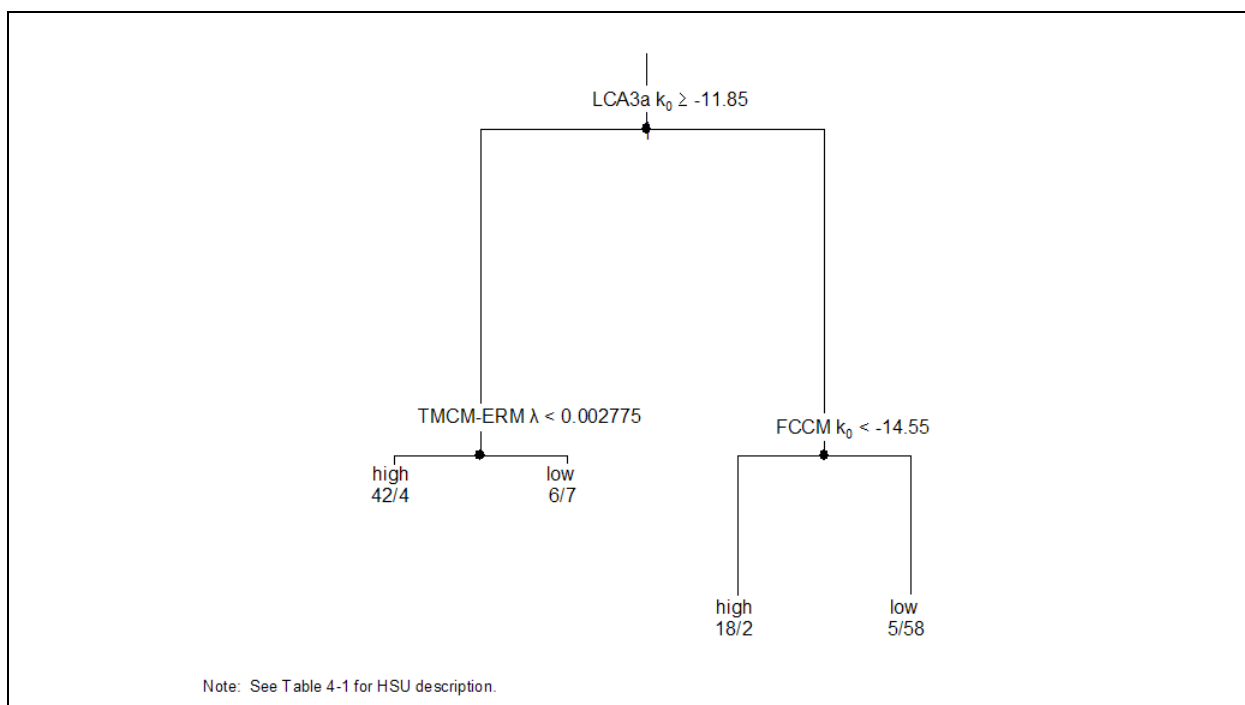 LCA3a k₀ ≥ -11.85
TMCM-ERM λ < 0.002775
FCCM k₀ < -14.55
high
42/4
low
6/7
high
18/2
low
5/58
Note: See Table 4-1 for HSU description.